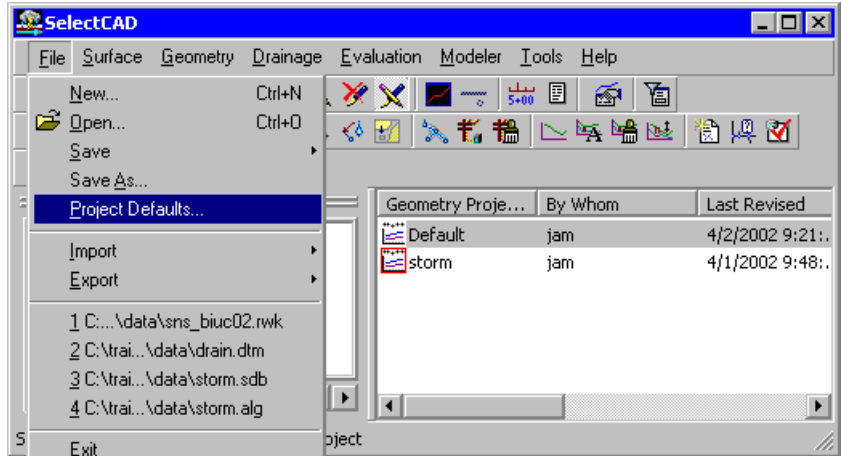 SelectCAD
File Surface Geometry Drainage Evaluation Modeler Tools Help
New... Ctrl+N
Open... Ctrl+O
Save
Save As...
Project Defaults...
Import
Export
1 C:...\data\sns_biuc02.rwk
2 C:\trai...\data\drain.dtm
3 C:\trai...\data\storm.sdb
4 C:\trai...\data\storm.alg
Exit
5+00
Geometry Proje... By Whom Last Revised
Default jam 4/2/2002 9:21:.
storm jam 4/1/2002 9:48:.